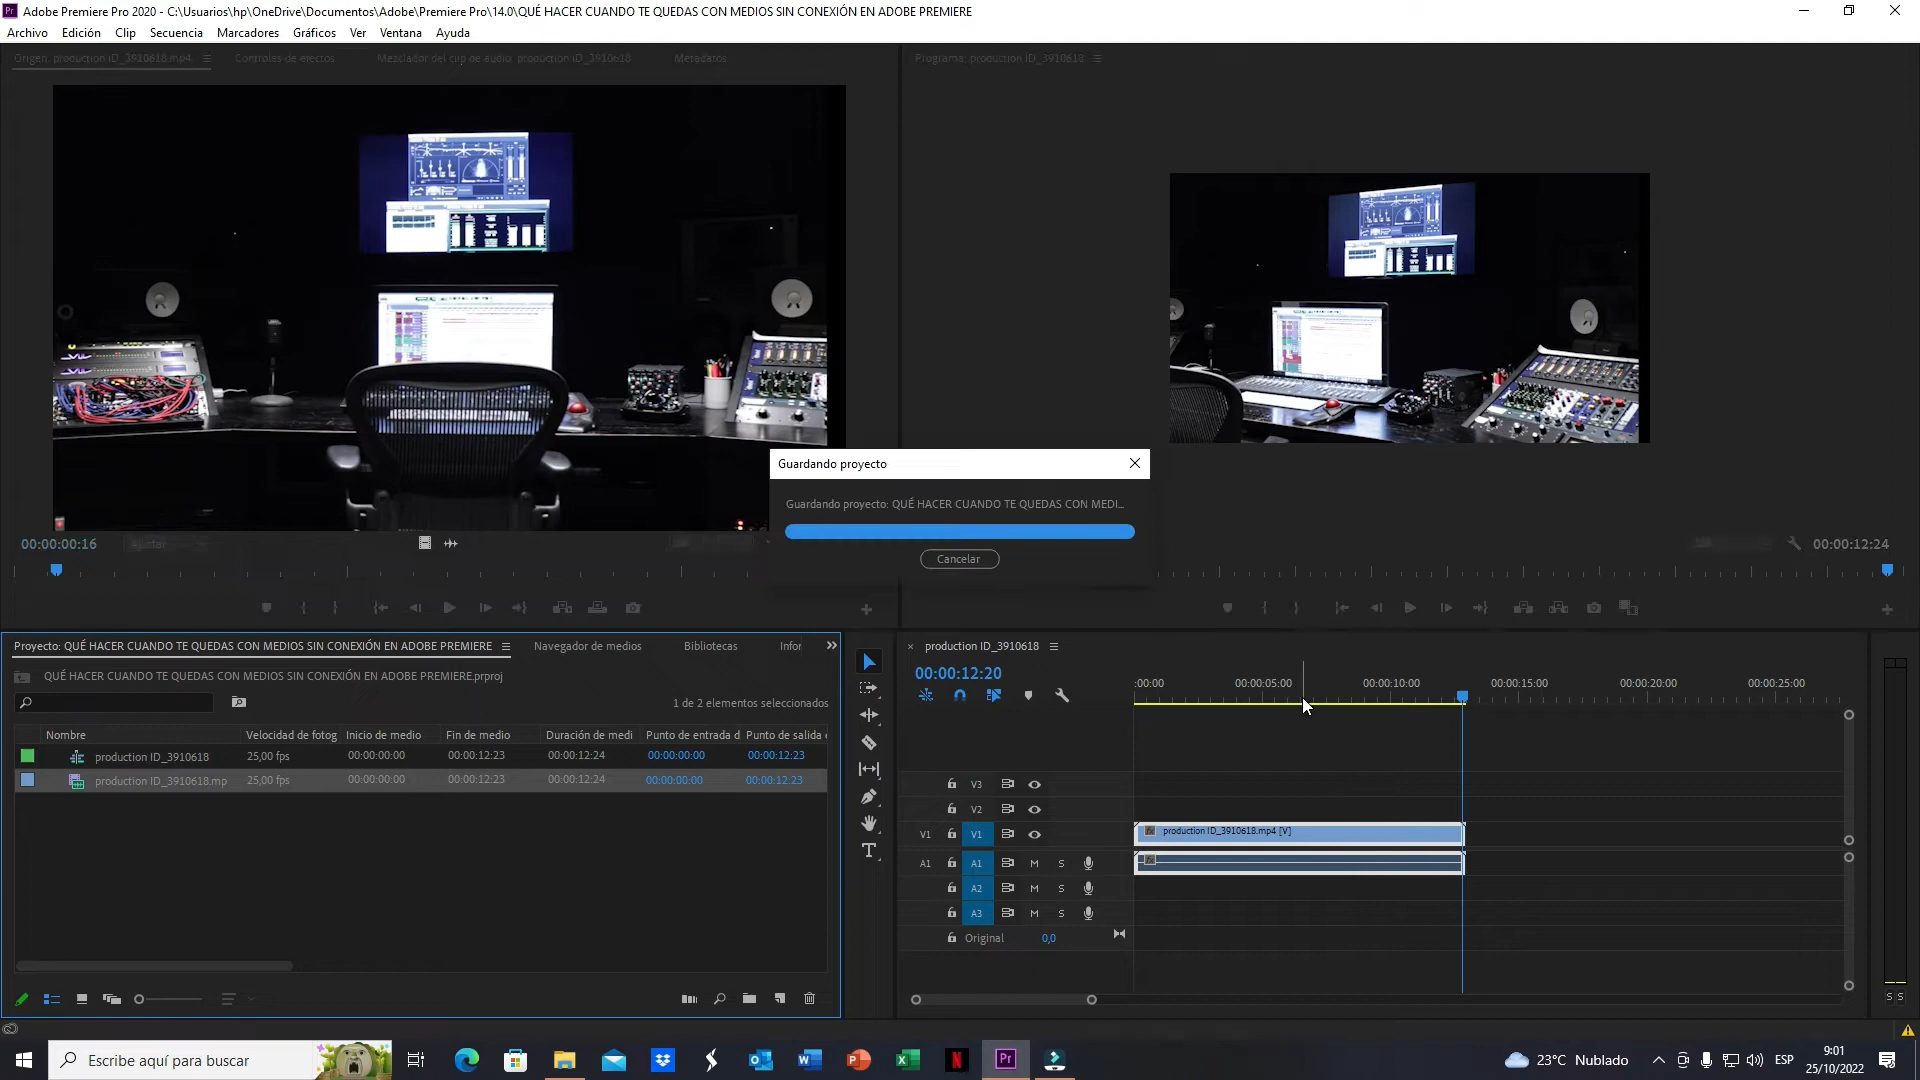 Adobe Premiere Pro 2020 - C:\Usuarios\hp\OneDrive\Documentos\Adobe\Premiere Pro\14.0\QUÉ HACER CUANDO TE QUEDAS CON MEDIOS SIN CONEXIÓN EN ADOBE PREMIERE
Archivo Edición Clip Secuencia Marcadores Gráficos Ver Ventana Ayuda
Origen: production ID_3910618.mp4 Controles de efectos Mezclador del clip de audio: production ID_3910618 Metadatos
Programa: production ID_3910618
Guardando proyecto
Guardando proyecto: QUÉ HACER CUANDO TE QUEDAS CON MEDI...
Cancelar
00:00:00:16 Ajustar
00:00:12:24
Proyecto: QUÉ HACER CUANDO TE QUEDAS CON MEDIOS SIN CONEXIÓN EN ADOBE PREMIERE Navegador de medios Bibliotecas Infor
QUÉ HACER CUANDO TE QUEDAS CON MEDIOS SIN CONEXIÓN EN ADOBE PREMIERE.prproj
1 de 2 elementos seleccionados
Nombre Velocidad de fotog Inicio de medio Fin de medio Duración de medi Punto de entrada d Punto de salida
production ID_3910618 25,00 fps 00:00:00:00 00:00:12:23 00:00:12:24 00:00:00:00 00:00:12:23
production ID_3910618.mp 25,00 fps 00:00:00:00 00:00:12:23 00:00:12:24 00:00:00:00 00:00:12:23
production ID_3910618
00:00:12:20
:00:00 00:00:05:00 00:00:10:00 00:00:15:00 00:00:20:00 00:00:25:00
V3
V2
V1 V1 production ID_3910618.mp4 [V]
A1 A1 M S
A2 M S
A3 M S
Original 0,0
S S
Escribe aquí para buscar
23°C Nublado
ESP
9:01
25/10/2022